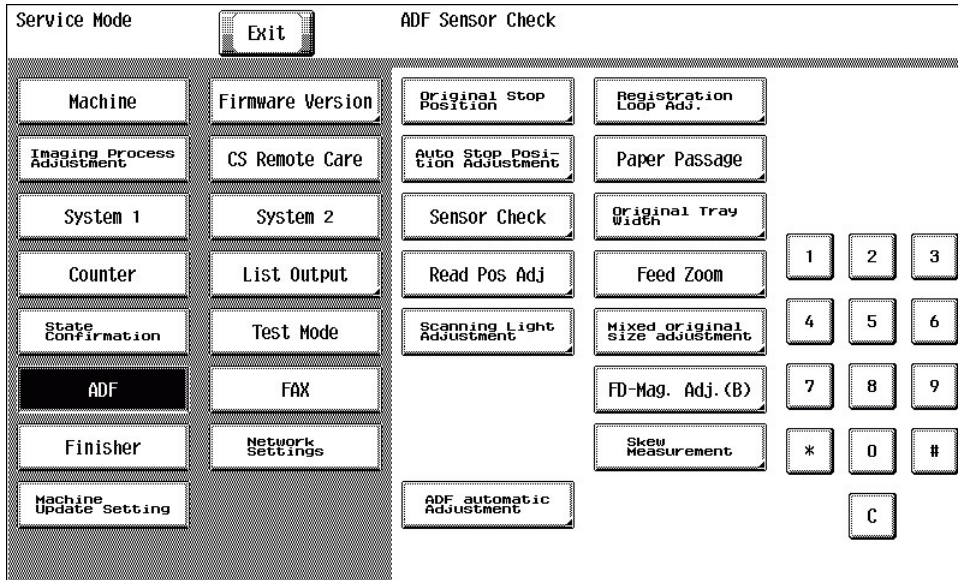 Service Mode
Exit
ADF Sensor Check
Machine
Firmware Version
Original Stop
Position
Registration
Loop Adj.
Imaging Process
Adjustment
CS Remote Care
Auto Stop Posi-
tion Adjustment
Paper Passage
System 1
System 2
Sensor Check
Original Tray
Width
Counter
List Output
Read Pos Adj
Feed Zoom
State
Confirmation
Test Mode
Scanning Light
Adjustment
Mixed original
size adjustment
ADF
FAX
FD-Mag. Adj.(B)
Finisher
Network
Settings
Skew
Measurement
Machine
Update Setting
ADF automatic
Adjustment
1 2 3
4 5 6
7 8 9
* 0 #
C